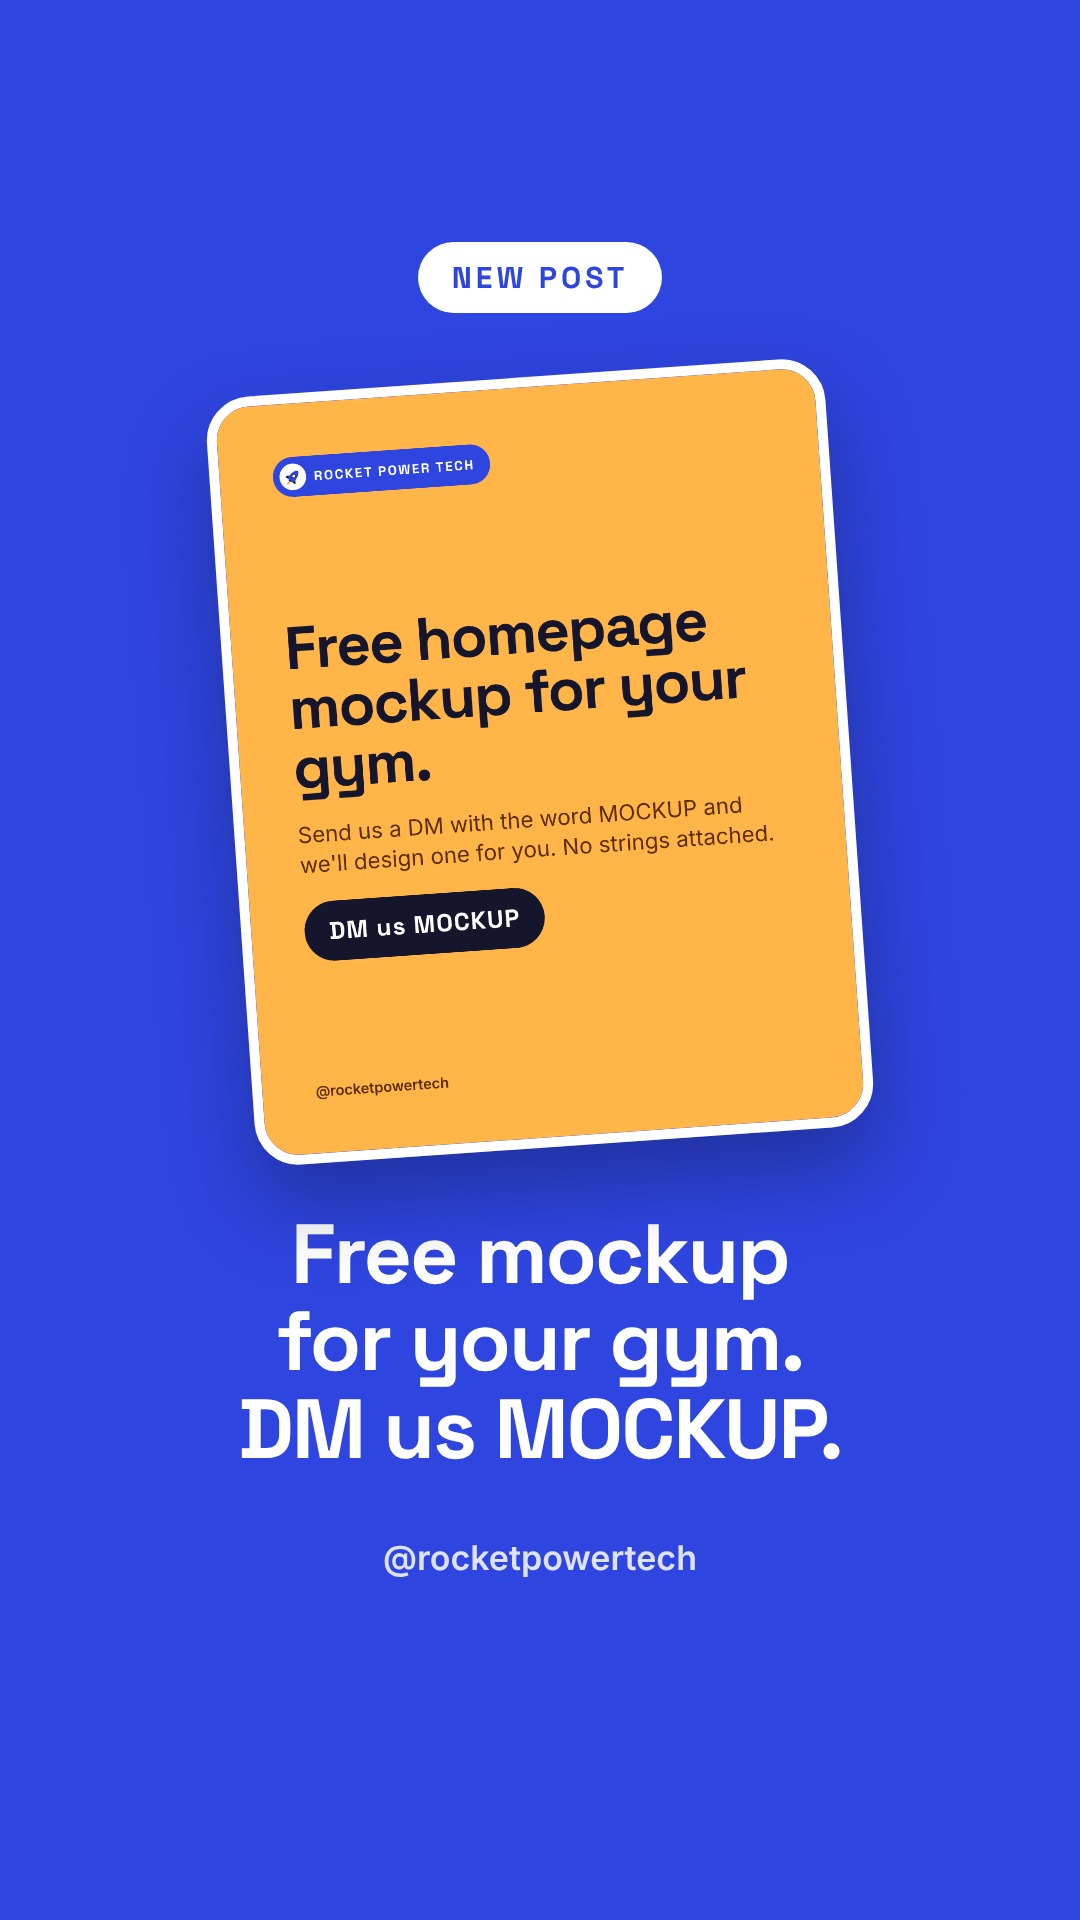 NEW POST
ROCKET POWER TECH
Free homepage
mockup for your
gym.
Send us a DM with the word MOCKUP and
we'll design one for you. No strings attached.
DM us MOCKUP
@rocketpowertech
Free mockup
for your gym.
DM us MOCKUP.
@rocketpowertech